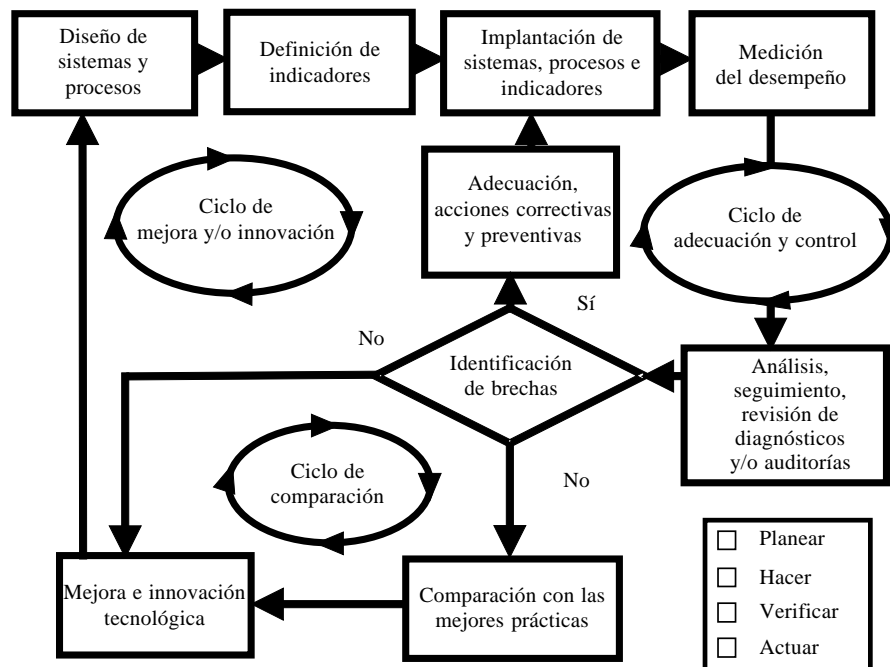 Diseño de
sistemas y
procesos
Definición de
indicadores
Implantación de
sistemas, procesos e
indicadores
Medición
del desempeño
Ciclo de
mejora y/o innovación
Adecuación,
acciones correctivas
y preventivas
Ciclo de
adecuación y control
Sí
No
Identificación
de brechas
Análisis,
seguimiento,
revisión de
diagnósticos
y/o auditorías
Ciclo de
comparación
No
Mejora e innovación
tecnológica
Comparación con las
mejores prácticas
Planear
Hacer
Verificar
Actuar